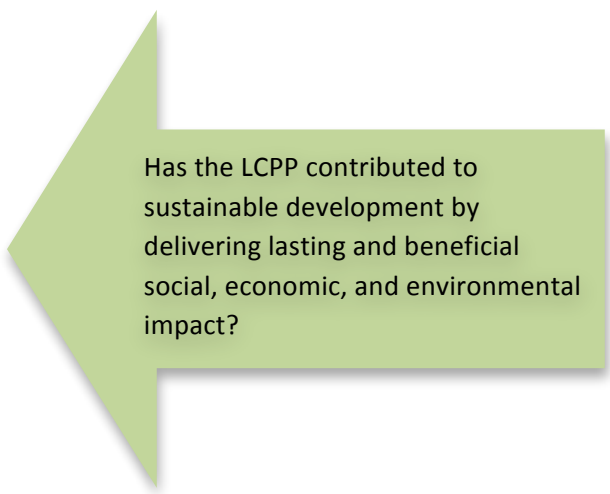 Has the LCPP contributed to
sustainable development by
delivering lasting and beneficial
social, economic, and environmental
impact?